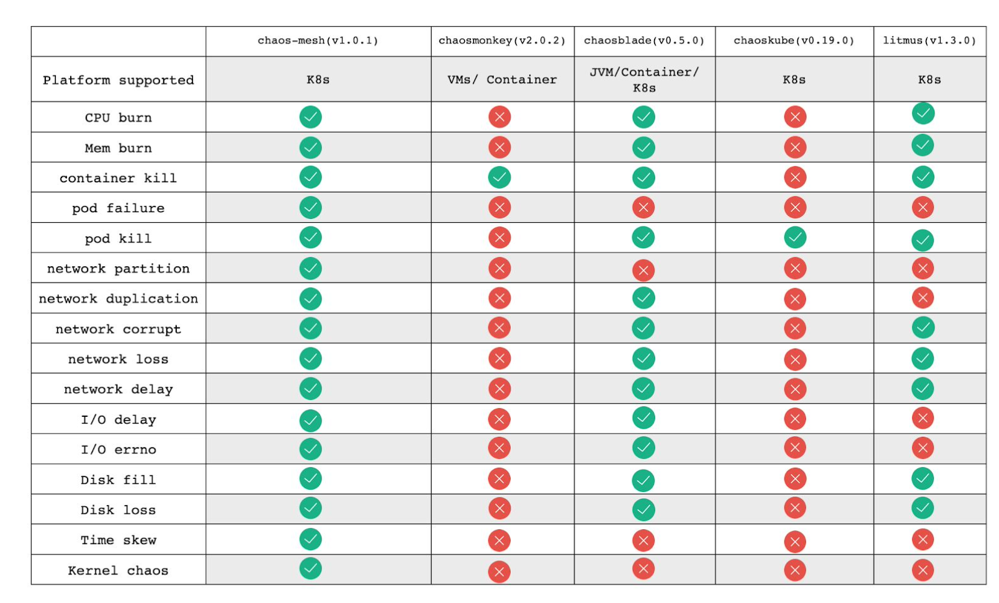 chaos-mesh(v1.0.1) chaosmonkey(v2.0.2) chaosblade(v0.5.0) chaoskube(v0.19.0) litmus(v1.3.0)
Platform supported K8s VMs/ Container JVM/Container/ K8s K8s
K8s
CPU burn
Mem burn
container kill
pod failure
pod kill
network partition
network duplication
network corrupt
network loss
network delay
I/O delay
I/O errno
Disk fill
Disk loss
Time skew
Kernel chaos